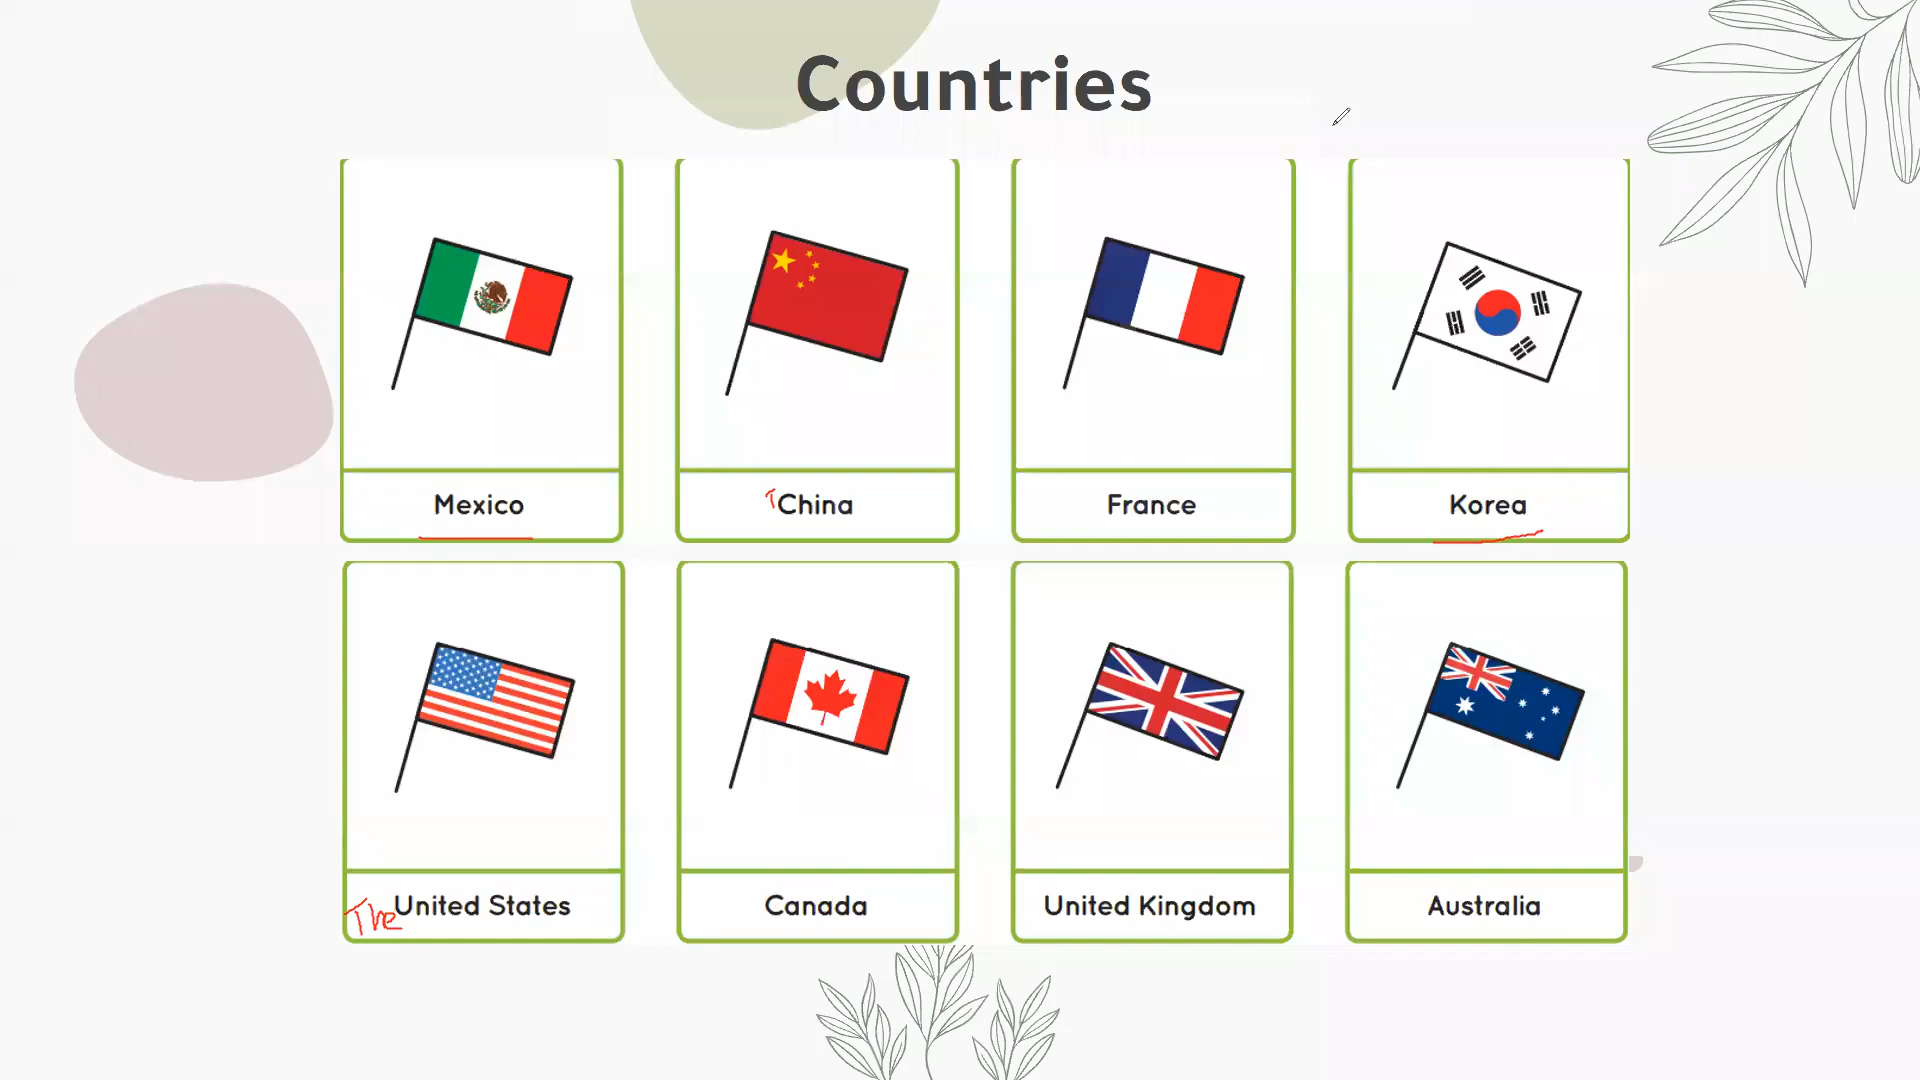 Countries
Mexico China France Korea
The United States Canada United Kingdom Australia